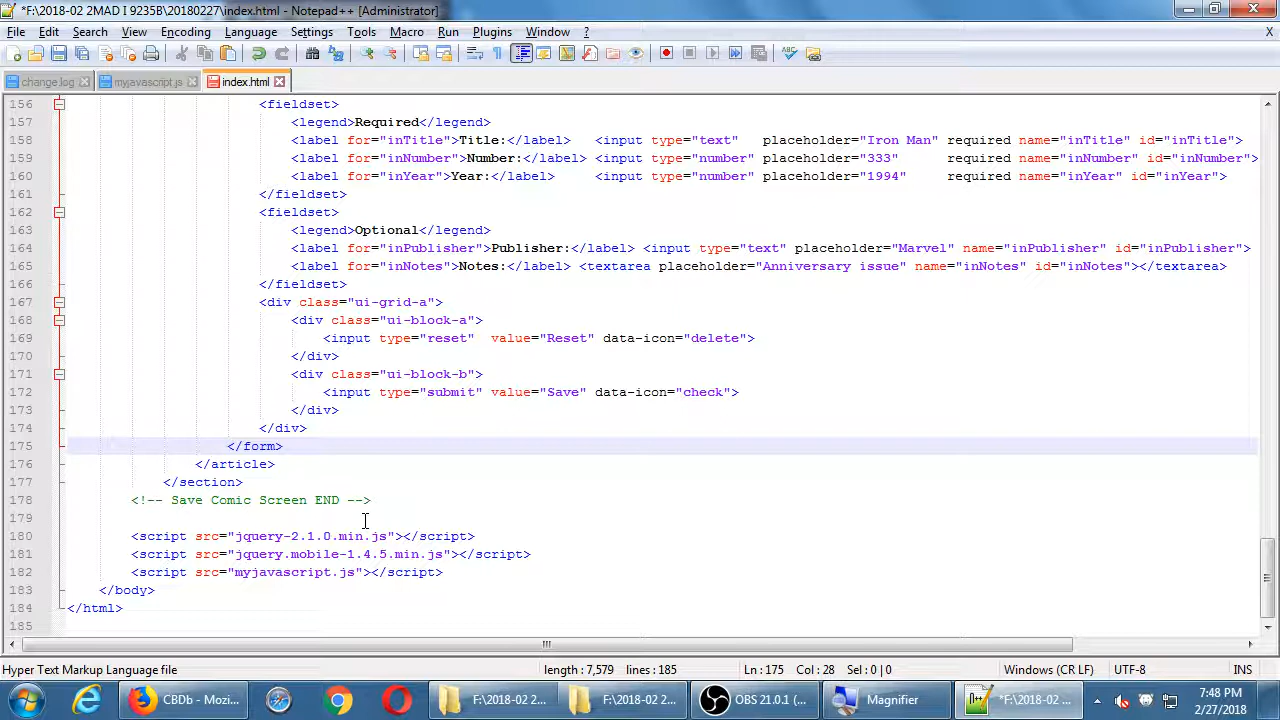 *F:\2018-02 2MAD I 9235B\20180227\index.html - Notepad++ [Administrator]
File Edit Search View Encoding Language Settings Tools Macro Run Plugins Window ? X
change.log myjavascript.js index.html
156 <fieldset>
157 <legend>Required</legend>
158 <label for="inTitle">Title:</label> <input type="text" placeholder="Iron Man" required name="inTitle" id="inTitle">
159 <label for="inNumber">Number:</label> <input type="number" placeholder="333" required name="inNumber" id="inNumber">
160 <label for="inYear">Year:</label> <input type="number" placeholder="1994" required name="inYear" id="inYear">
161 </fieldset>
162 <fieldset>
163 <legend>Optional</legend>
164 <label for="inPublisher">Publisher:</label> <input type="text" placeholder="Marvel" name="inPublisher" id="inPublisher">
165 <label for="inNotes">Notes:</label> <textarea placeholder="Anniversary issue" name="inNotes" id="inNotes"></textarea>
166 </fieldset>
167 <div class="ui-grid-a">
168 <div class="ui-block-a">
169 <input type="reset" value="Reset" data-icon="delete">
170 </div>
171 <div class="ui-block-b">
172 <input type="submit" value="Save" data-icon="check">
173 </div>
174 </div>
175 </form>
176 </article>
177 </section>
178 <!-- Save Comic Screen END -->
179
180 <script src="jquery-2.1.0.min.js"></script>
181 <script src="jquery.mobile-1.4.5.min.js"></script>
182 <script src="myjavascript.js"></script>
183 </body>
184 </html>
185
Hyper Text Markup Language file length : 7,579 lines : 185 Ln : 175 Col : 28 Sel : 0 | 0 Windows (CR LF) UTF-8 INS
CBDb - Mozi... F:\2018-02 2... F:\2018-02 2... OBS 21.0.1 (... Magnifier *F:\2018-02 ... 7:48 PM
2/27/2018